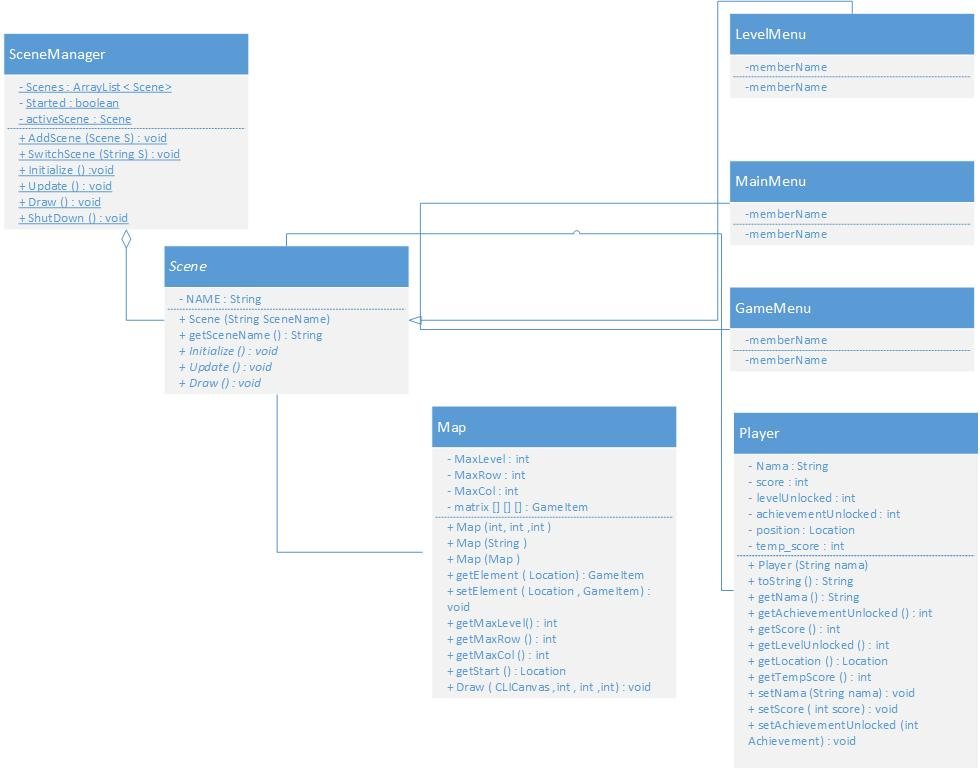 SceneManager
- Scenes : ArrayList < Scene>
- Started : boolean
- activeScene : Scene
+ AddScene (Scene S) : void
+ SwitchScene (String S) : void
+ Initialize () :void
+ Update () : void
+ Draw () : void
+ ShutDown () : void
Scene
- NAME : String
+ Scene (String SceneName)
+ getSceneName () : String
+ Initialize () : void
+ Update () : void
+ Draw () : void
LevelMenu
-memberName
-memberName
MainMenu
-memberName
-memberName
GameMenu
-memberName
-memberName
Map
- MaxLevel : int
- MaxRow : int
- MaxCol : int
- matrix [] [] [] : GameItem
+ Map (int, int ,int )
+ Map (String )
+ Map (Map )
+ getElement ( Location) : GameItem
+ setElement ( Location , GameItem) :
void
+ getMaxLevel() : int
+ getMaxRow () : int
+ getMaxCol () : int
+ getStart () : Location
+ Draw ( CLICanvas ,int , int ,int) : void
Player
- Nama : String
- score : int
- levelUnlocked : int
- achievementUnlocked : int
- position : Location
- temp_score : int
+ Player (String nama)
+ toString () : String
+ getNama () : String
+ getAchievementUnlocked () : int
+ getScore () : int
+ getLevelUnlocked () : int
+ getLocation () : Location
+ getTempScore () : int
+ setNama (String nama) : void
+ setScore ( int score) : void
+ setAchievementUnlocked (int
Achievement) : void